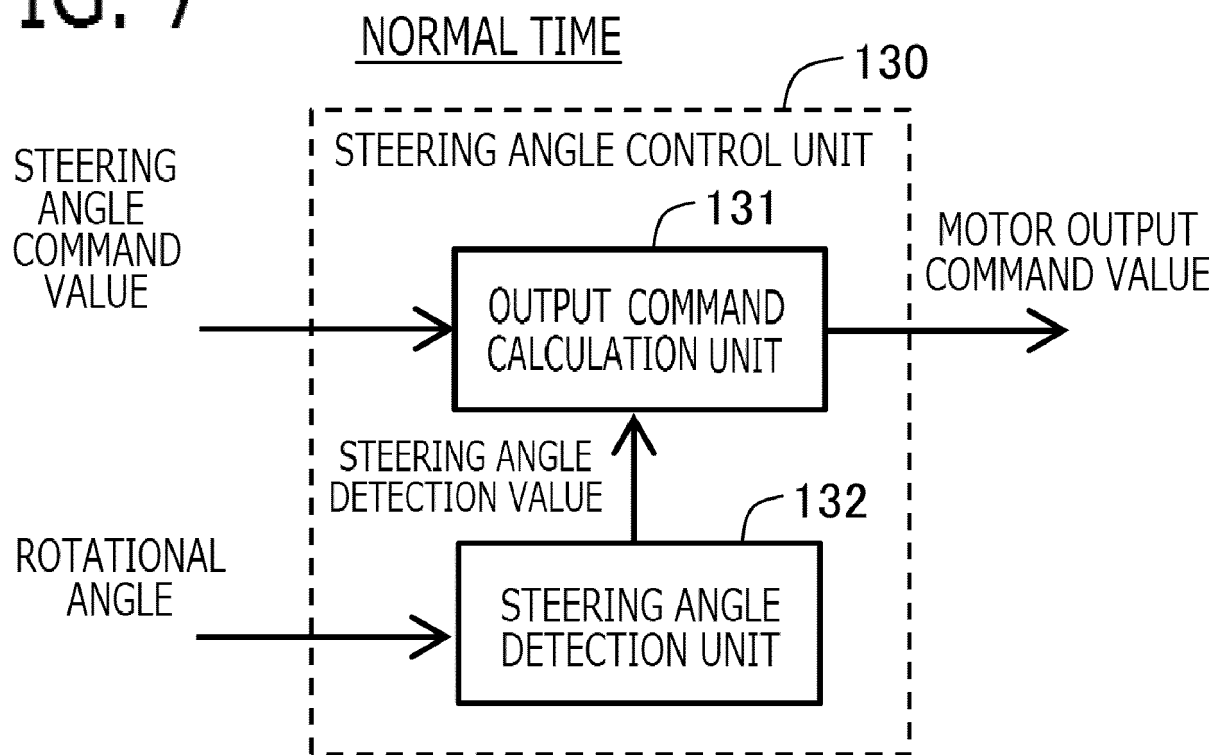 FIG. 7
NORMAL TIME
130
STEERING ANGLE CONTROL UNIT
STEERING
ANGLE
COMMAND
VALUE
131
OUTPUT COMMAND
CALCULATION UNIT
MOTOR OUTPUT
COMMAND VALUE
STEERING ANGLE
DETECTION VALUE
132
ROTATIONAL
ANGLE
STEERING ANGLE
DETECTION UNIT